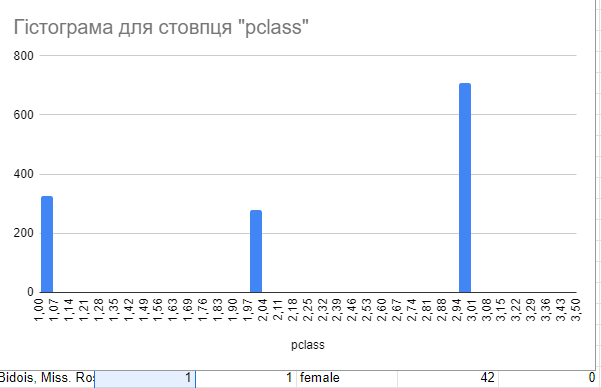 Гістограма для стовпця "pclass"
800
600
400
200
0
1,00 1,07 1,14 1,21 1,28 1,35 1,42 1,49 1,56 1,63 1,69 1,76 1,83 1,90 1,97 2,04 2,11 2,18 2,25 2,32 2,39 2,46 2,53 2,60 2,67 2,74 2,81 2,88 2,94 3,01 3,08 3,15 3,22 3,29 3,36 3,43 3,50
pclass
Bidois, Miss. Ros 1 1 female 42 0